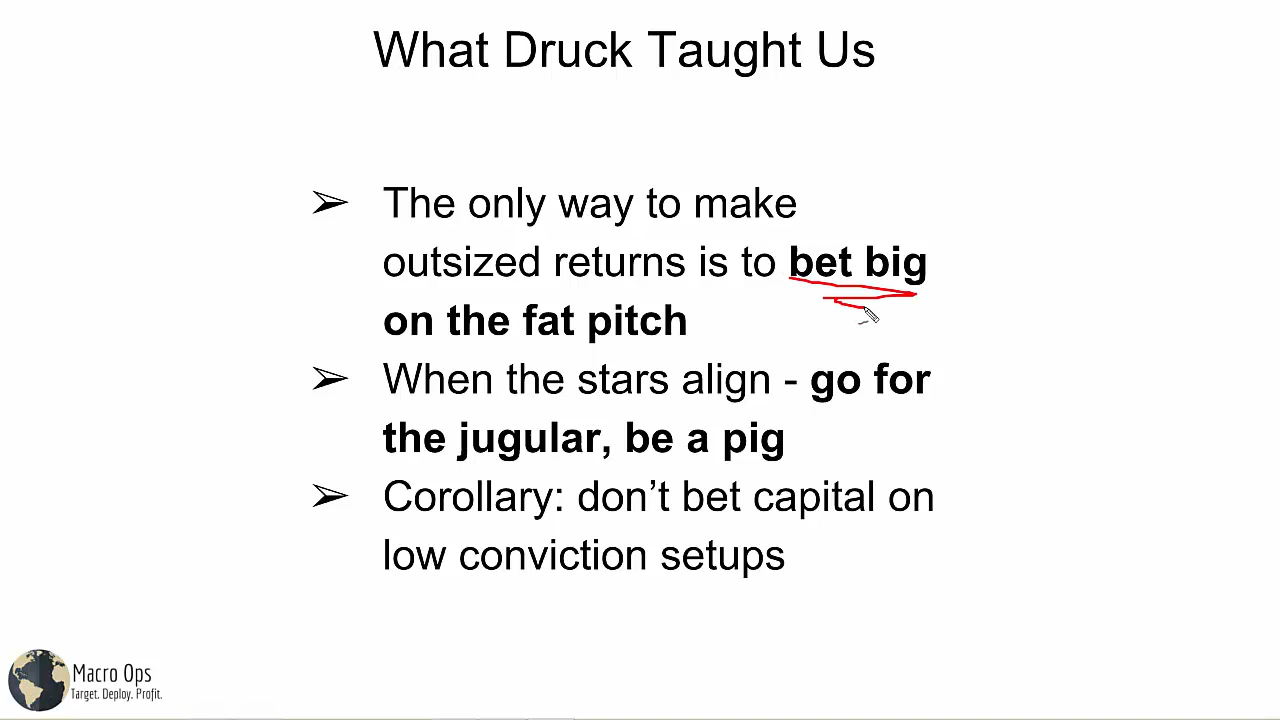 What Druck Taught Us
➢ The only way to make
outsized returns is to bet big
on the fat pitch
➢ When the stars align - go for
the jugular, be a pig
➢ Corollary: don’t bet capital on
low conviction setups
Macro Ops
Target. Deploy. Profit.